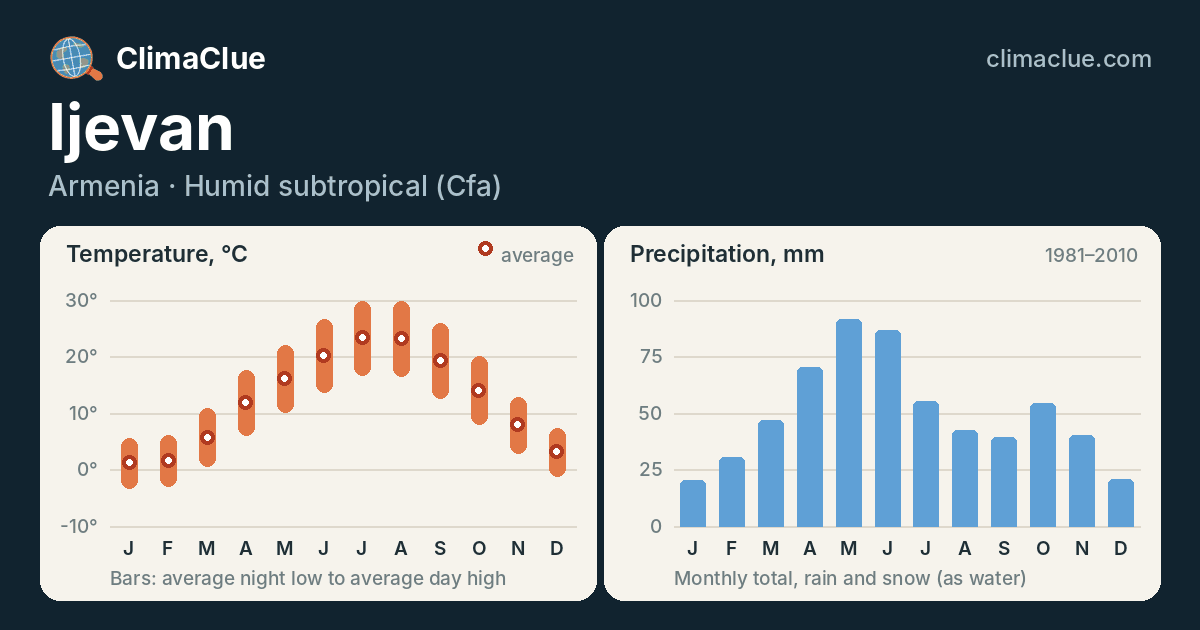 ClimaClue
climaclue.com
Ijevan
Armenia · Humid subtropical (Cfa)
Temperature, °C
average
30°
20°
10°
0°
-10°
J F M A M J J A S O N D
Bars: average night low to average day high
Precipitation, mm
1981–2010
100
75
50
25
0
J F M A M J J A S O N D
Monthly total, rain and snow (as water)